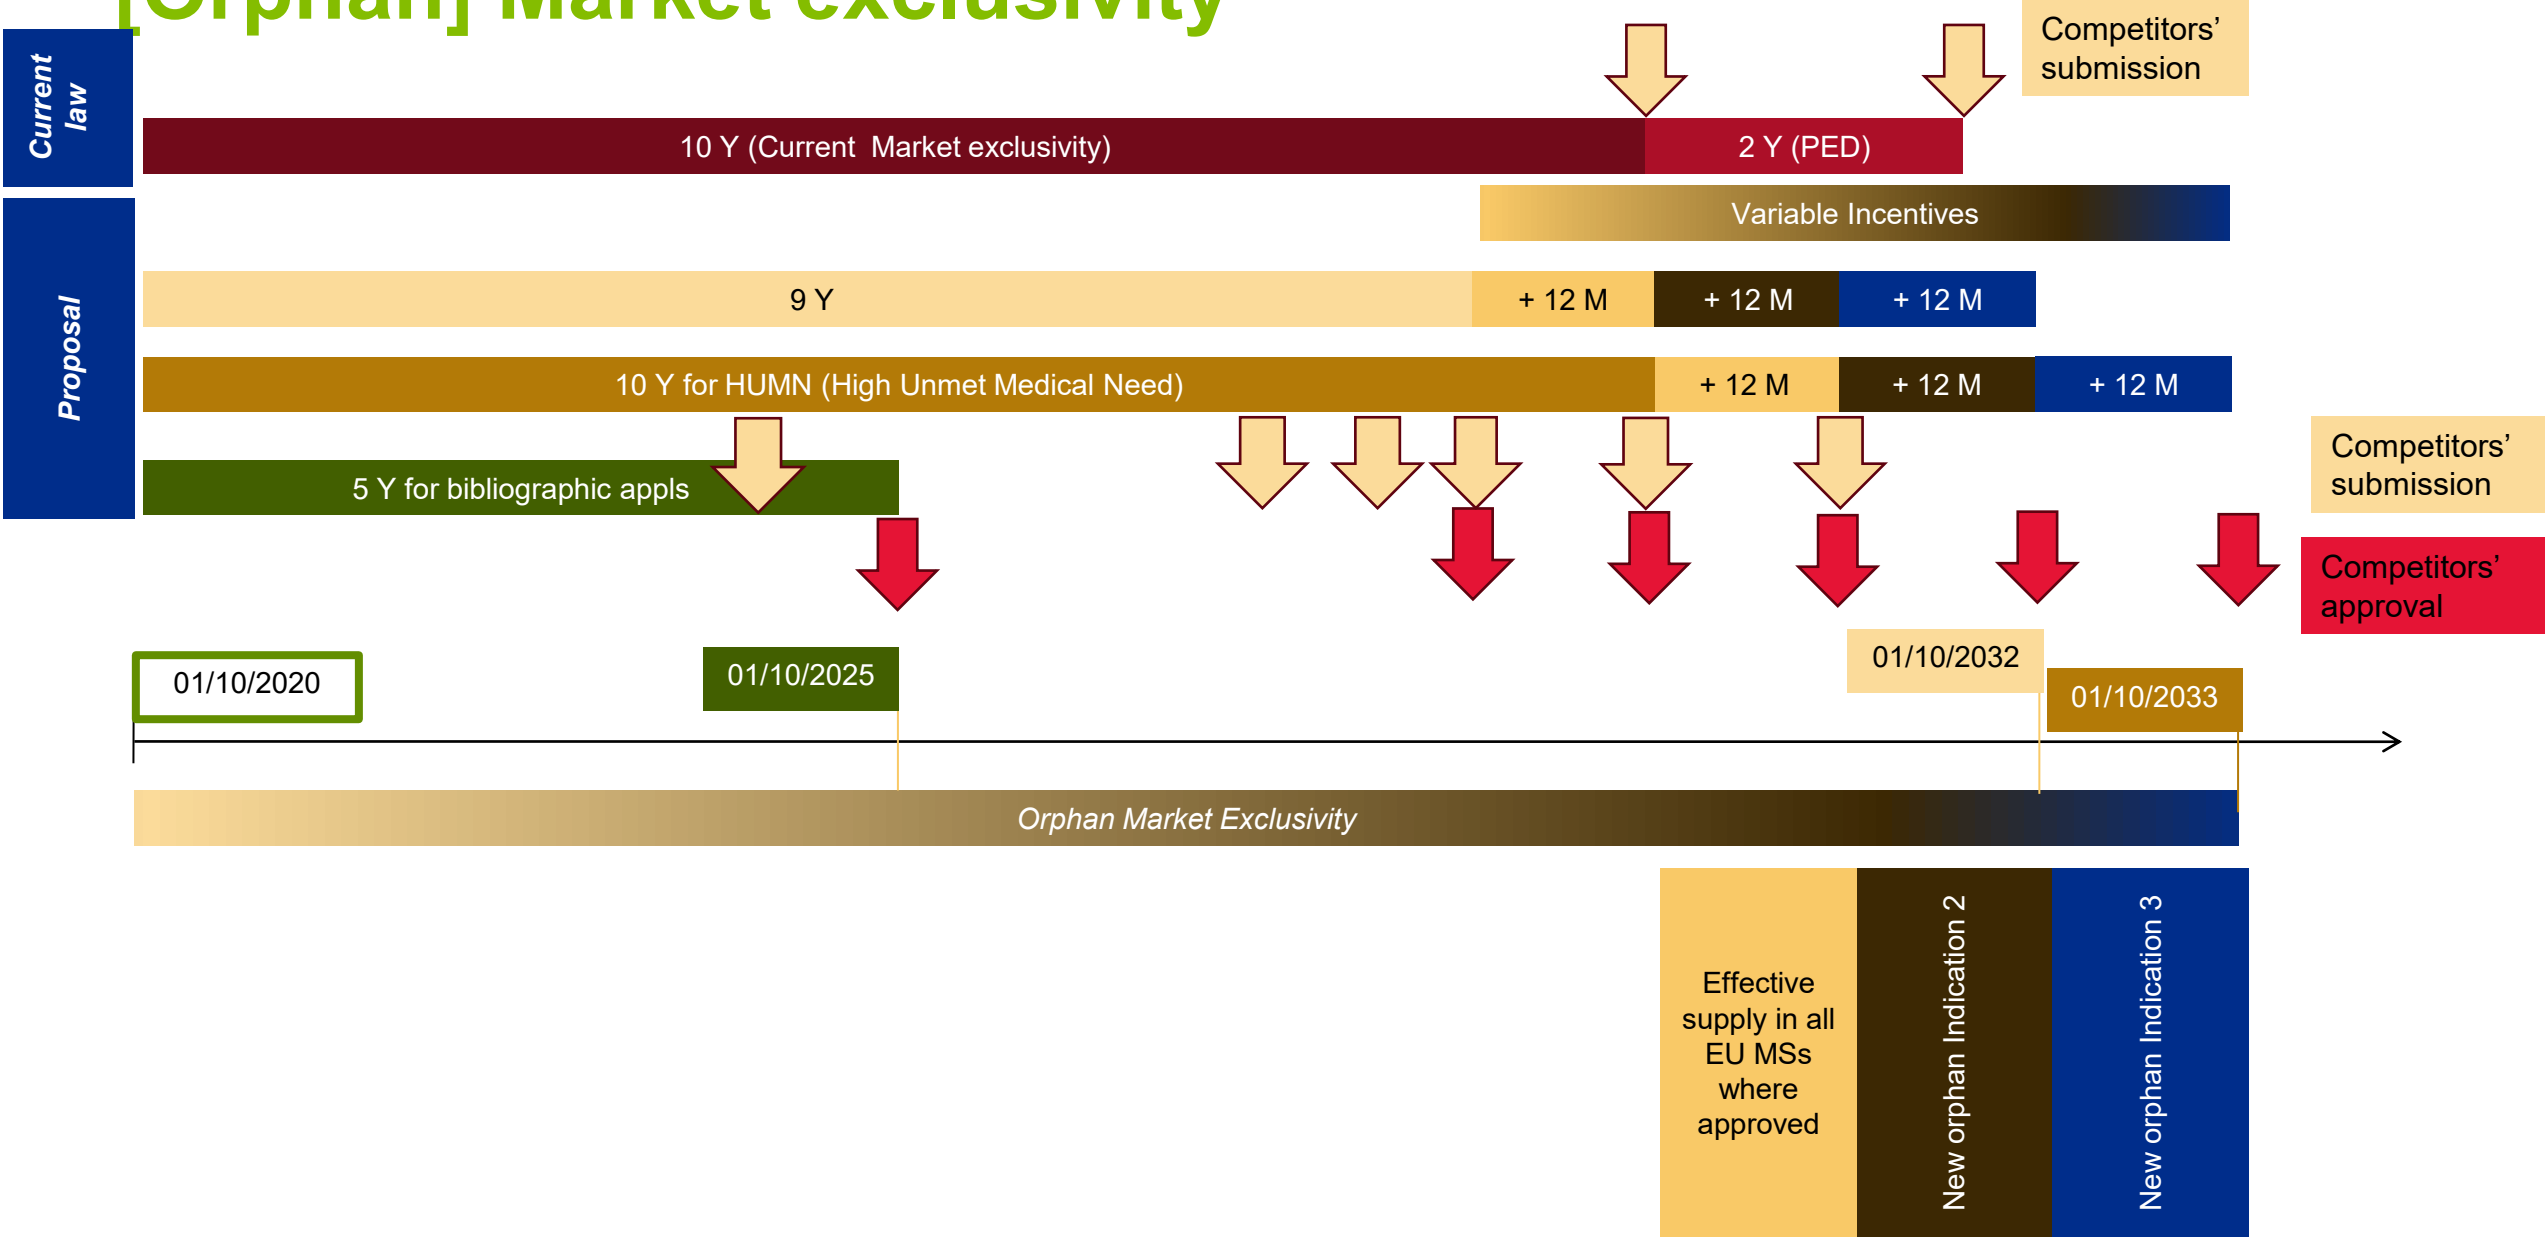 [Orphan] Market exclusivity
Competitors’
submission
Current
law
10 Y (Current  Market exclusivity)
2 Y (PED)
Variable Incentives
Proposal
9 Y
+ 12 M
+ 12 M
+ 12 M
10 Y for HUMN (High Unmet Medical Need)
+ 12 M
+ 12 M
+ 12 M
5 Y for bibliographic appls
Competitors’
submission
Competitors’
approval
01/10/2020
01/10/2025
01/10/2032
01/10/2033
Orphan Market Exclusivity
Effective
supply in all
EU MSs
where
approved
New orphan Indication 2
New orphan Indication 3